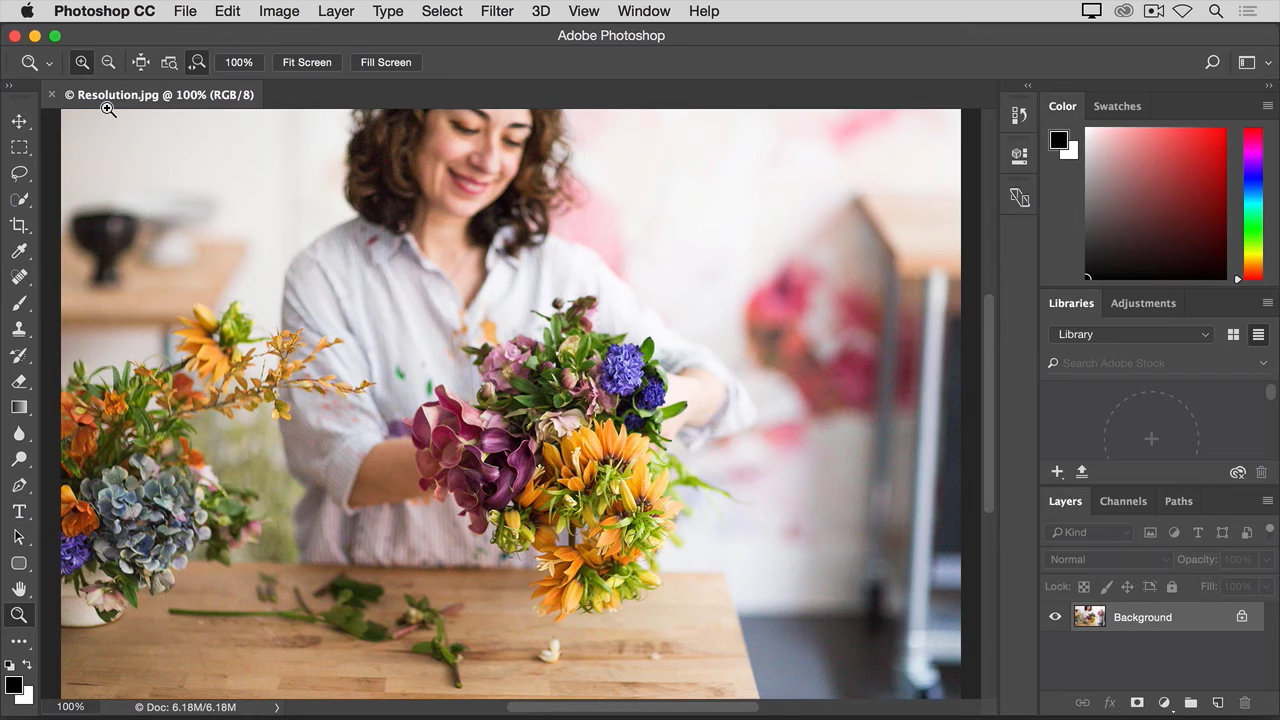 Photoshop CC File Edit Image Layer Type Select Filter 3D View Window Help
Adobe Photoshop
100% Fit Screen Fill Screen
© Resolution.jpg @ 100% (RGB/8)
Color Swatches
Libraries Adjustments
Library
Search Adobe Stock
Layers Channels Paths
Kind
Normal Opacity: 100%
Lock: Fill: 100%
Background
fx
100% © Doc: 6.18M/6.18M